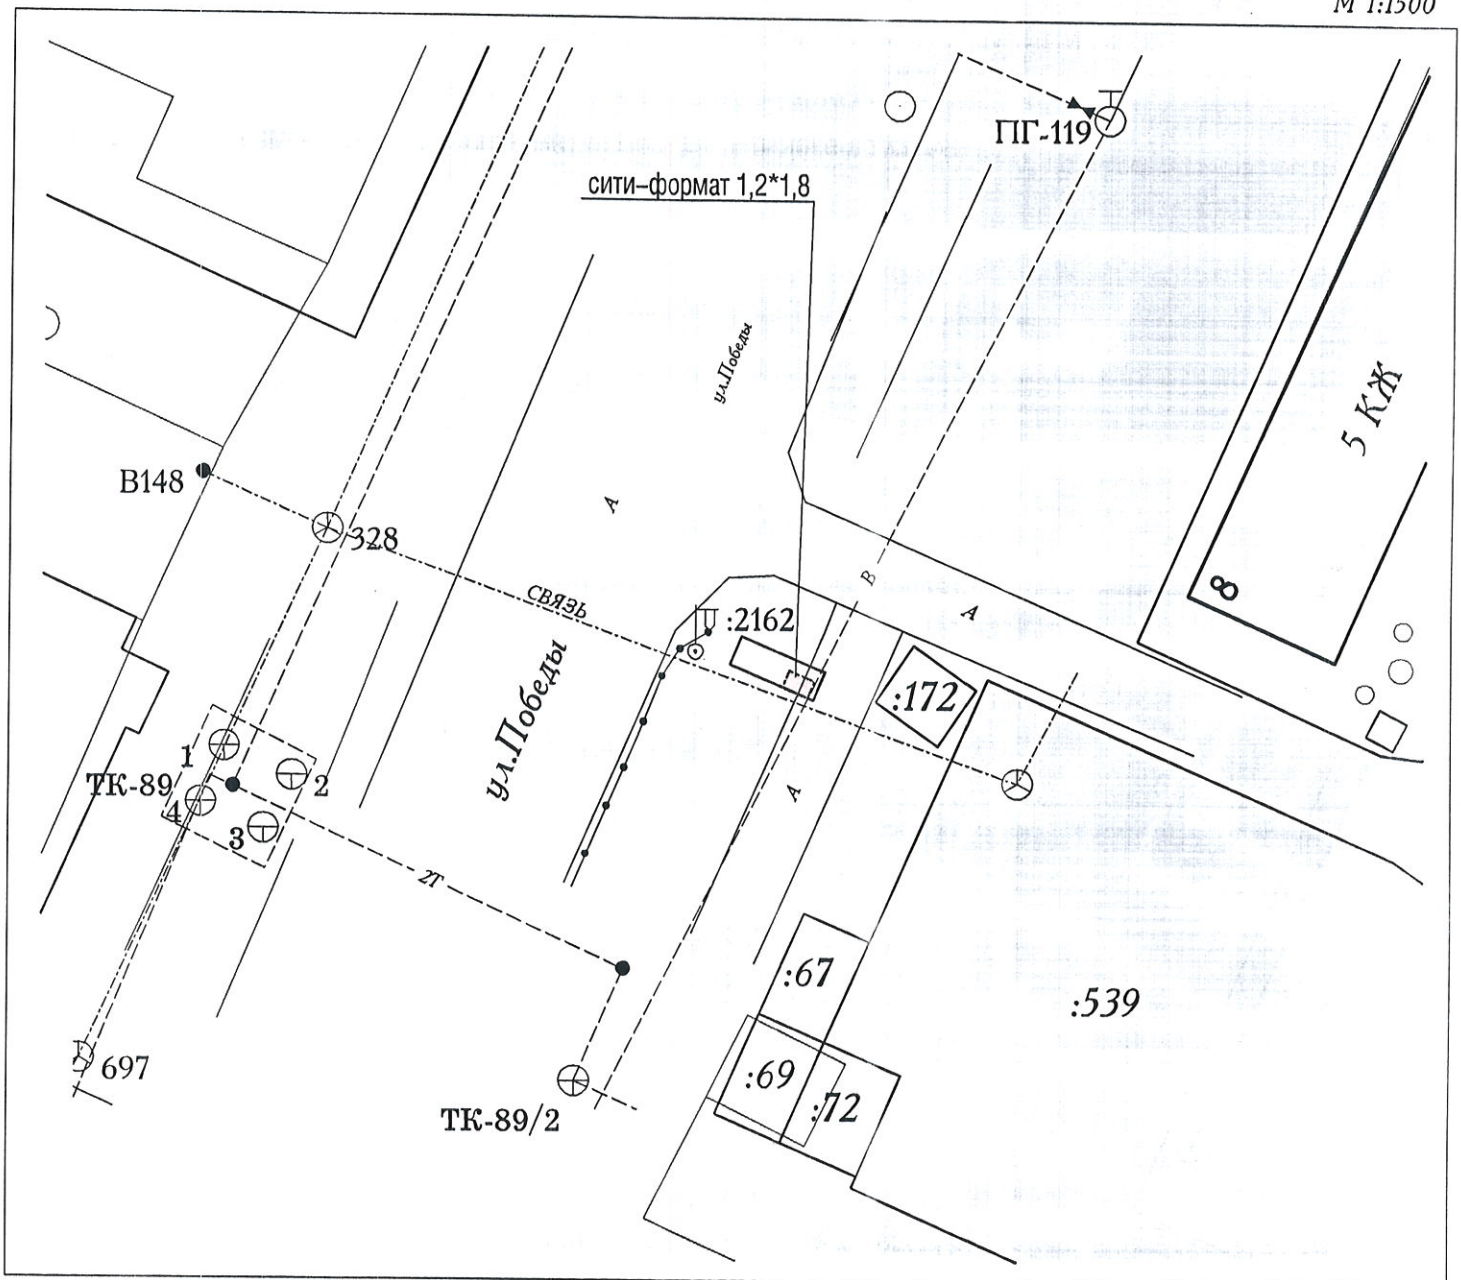 М 1:1500
ПГ-119
сити-формат 1,2*1,8
ул.Победы
5 КЖ
В148
328
А
СВЯЗЬ
В
8
А
:2162
ул.Победы
:172
1
2
ТК-89
4
3
А
2Т
:67
:539
697
:69
:72
ТК-89/2